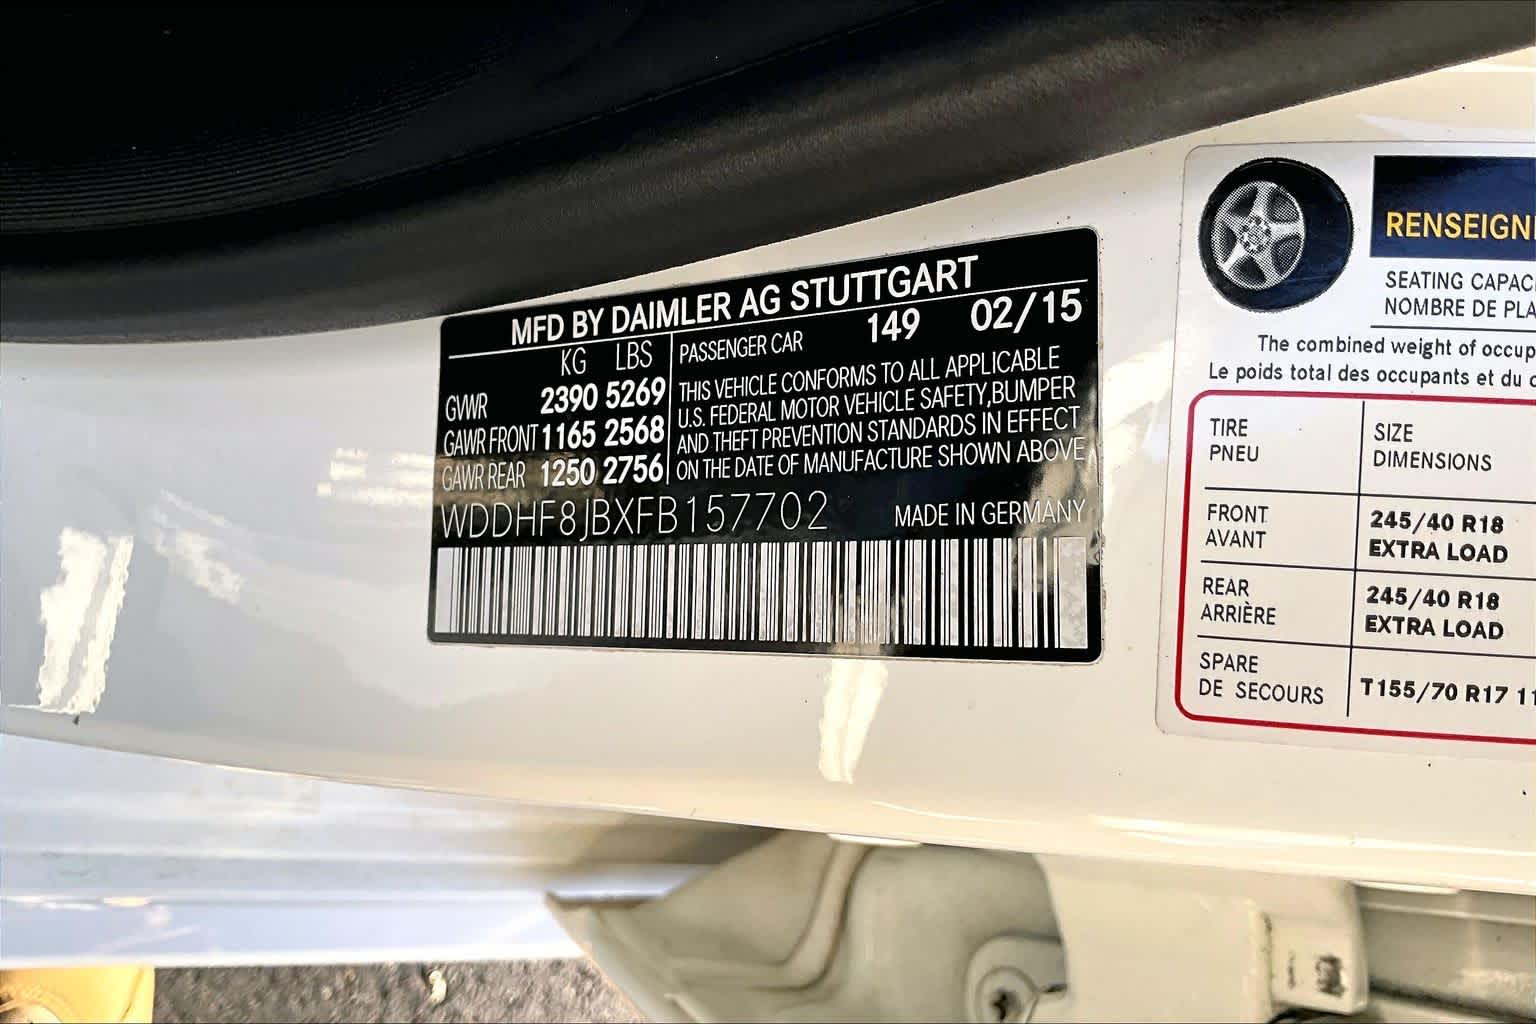 MFD BY DAIMLER AG STUTTGART
KG LBS
PASSENGER CAR 149 02/15
GVWR 2390 5269
GAWR FRONT 1165 2568
GAWR REAR 1250 2756
THIS VEHICLE CONFORMS TO ALL APPLICABLE
U.S. FEDERAL MOTOR VEHICLE SAFETY,BUMPER
AND THEFT PREVENTION STANDARDS IN EFFECT
ON THE DATE OF MANUFACTURE SHOWN ABOVE
WDDHF8JBXFB157702 MADE IN GERMANY
SEATING
NOMBRE DE
The combined weight of
Le poids total des occupants et du
TIRE
PNEU
SIZE
DIMENSIONS
FRONT
AVANT
245/40 R18
EXTRA LOAD
REAR
ARRIÈRE
245/40 R18
EXTRA LOAD
SPARE
DE SECOURS
T155/70 R17